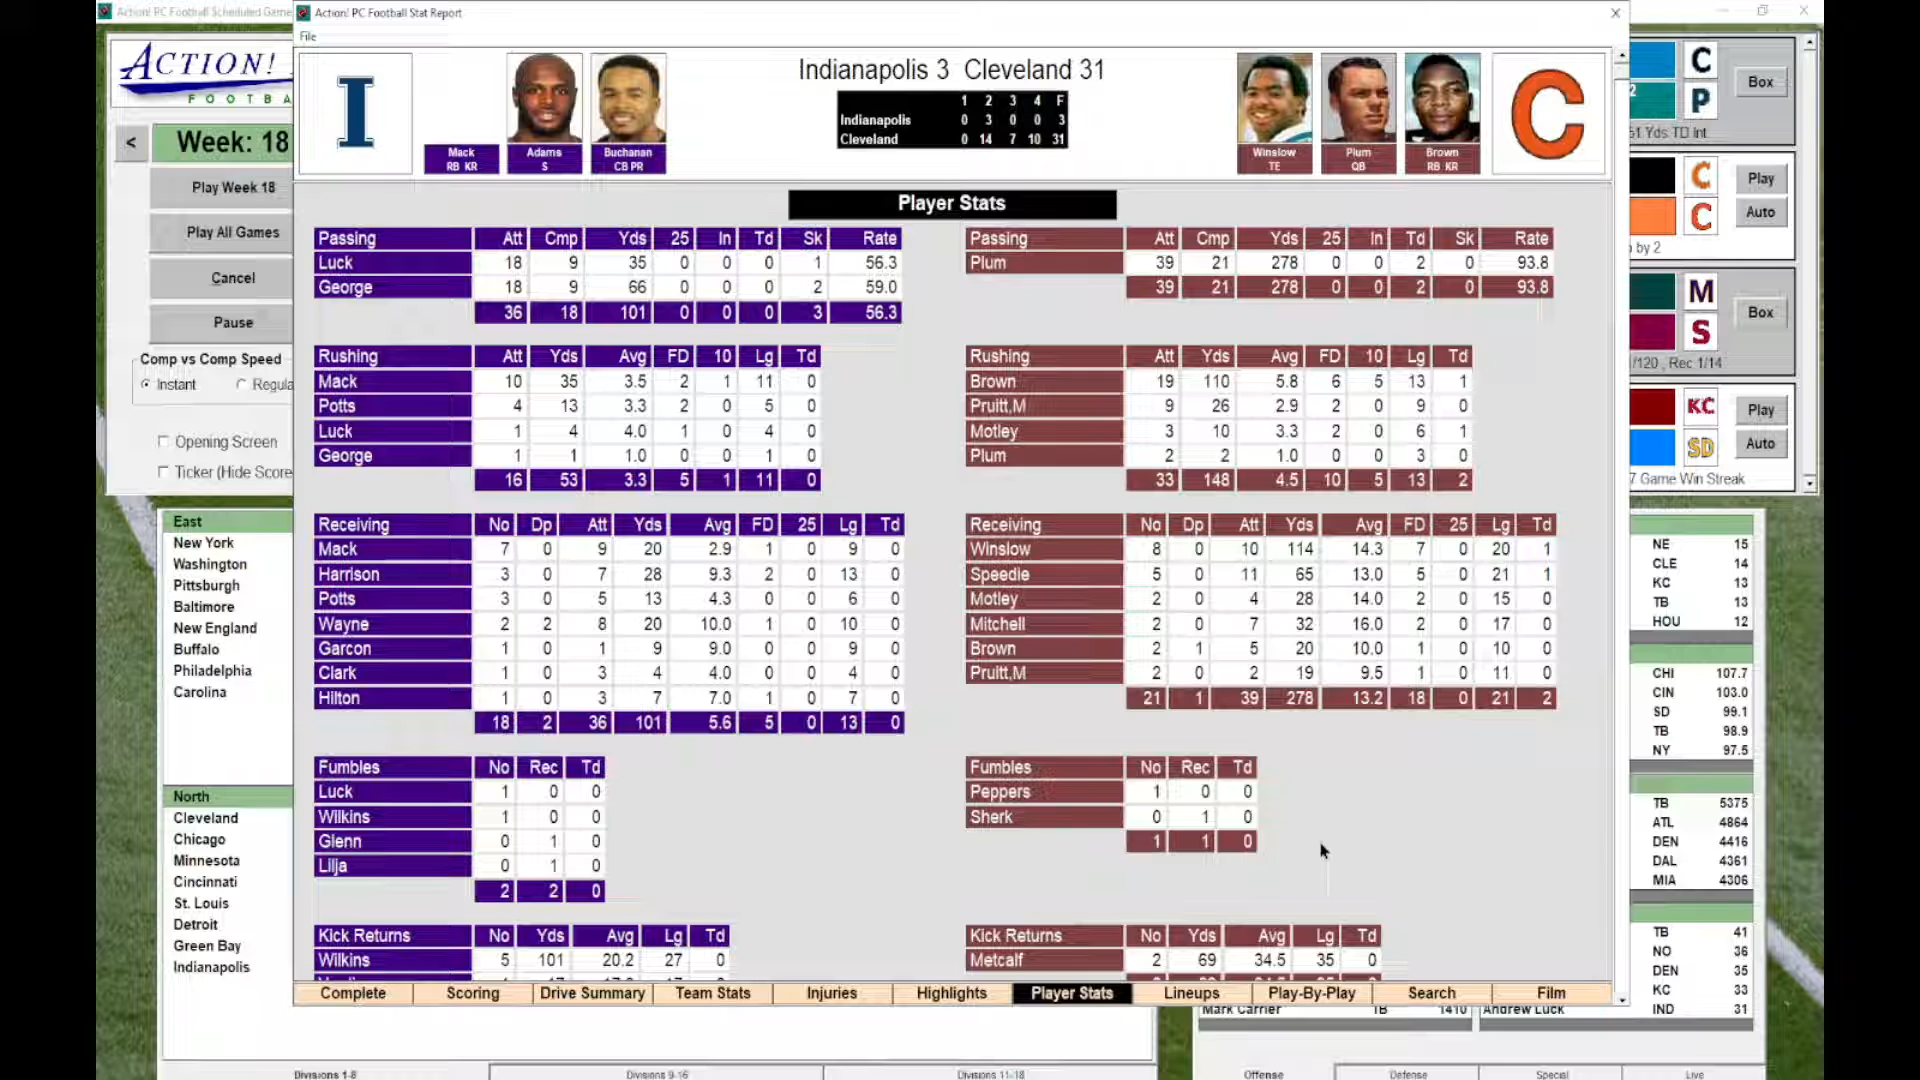 Action! PC Football Scheduled Game
Action! PC Football Stat Report
File
ACTION!
FOOTBA
< Week: 18
Play Week 18
Play All Games
Cancel
Pause
Comp vs Comp Speed
Instant
Regula
Opening Screen
Ticker (Hide Score
I
Mack
RB KR
Adams
S
Buchanan
CB PR
Indianapolis 3 Cleveland 31
1 2 3 4 F
Indianapolis 0 3 0 0 3
Cleveland 0 14 7 10 31
Winslow
TE
Plum
QB
Brown
RB KR
C
Player Stats
Passing Att Cmp Yds 25 In Td Sk Rate
Luck 18 9 35 0 0 0 1 56.3
George 18 9 66 0 0 0 2 59.0
36 18 101 0 0 0 3 56.3
Rushing Att Yds Avg FD 10 Lg Td
Mack 10 35 3.5 2 1 11 0
Potts 4 13 3.3 2 0 5 0
Luck 1 4 4.0 1 0 4 0
George 1 1 1.0 0 0 1 0
16 53 3.3 5 1 11 0
Receiving No Dp Att Yds Avg FD 25 Lg Td
Mack 7 0 9 20 2.9 1 0 9 0
Harrison 3 0 7 28 9.3 2 0 13 0
Potts 3 0 5 13 4.3 0 0 6 0
Wayne 2 2 8 20 10.0 1 0 10 0
Garcon 1 0 1 9 9.0 0 0 9 0
Clark 1 0 3 4 4.0 0 0 4 0
Hilton 1 0 3 7 7.0 1 0 7 0
18 2 36 101 5.6 5 0 13 0
Fumbles No Rec Td
Luck 1 0 0
Wilkins 1 0 0
Glenn 0 1 0
Lilja 0 1 0
2 2 0
Kick Returns No Yds Avg Lg Td
Wilkins 5 101 20.2 27 0
Passing Att Cmp Yds 25 In Td Sk Rate
Plum 39 21 278 0 0 2 0 93.8
39 21 278 0 0 2 0 93.8
Rushing Att Yds Avg FD 10 Lg Td
Brown 19 110 5.8 6 5 13 1
Pruitt,M 9 26 2.9 2 0 9 0
Motley 3 10 3.3 2 0 6 1
Plum 2 2 1.0 0 0 3 0
33 148 4.5 10 5 13 2
Receiving No Dp Att Yds Avg FD 25 Lg Td
Winslow 8 0 10 114 14.3 7 0 20 1
Speedie 5 0 11 65 13.0 5 0 21 1
Motley 2 0 4 28 14.0 2 0 15 0
Mitchell 2 0 7 32 16.0 2 0 17 0
Brown 2 1 5 20 10.0 1 0 10 0
Pruitt,M 2 0 2 19 9.5 1 0 11 0
21 1 39 278 13.2 18 0 21 2
Fumbles No Rec Td
Peppers 1 0 0
Sherk 0 1 0
1 1 0
Kick Returns No Yds Avg Lg Td
Metcalf 2 69 34.5 35 0
Complete Scoring Drive Summary Team Stats Injuries Highlights Player Stats Lineups Play-By-Play Search Film
East
New York
Washington
Pittsburgh
Baltimore
New England
Buffalo
Philadelphia
Carolina
North
Cleveland
Chicago
Minnesota
Cincinnati
St. Louis
Detroit
Green Bay
Indianapolis
C
2 P
Box
51 Yds TD Int
C
C
Play
Auto
by 2
M
S
Box
/120 , Rec 1/14
KC
SD
Play
Auto
7 Game Win Streak
NE 15
CLE 14
KC 13
TB 13
HOU 12
CHI 107.7
CIN 103.0
SD 99.1
TB 98.9
NY 97.5
TB 5375
ATL 4864
DEN 4416
DAL 4361
MIA 4306
TB 41
NO 36
DEN 35
KC 33
IND 31
Mark Carrier TB 1410 Andrew Luck
Divisions 1-8 Divisions 9-16 Divisions 11-18
Offense Defense Special Live